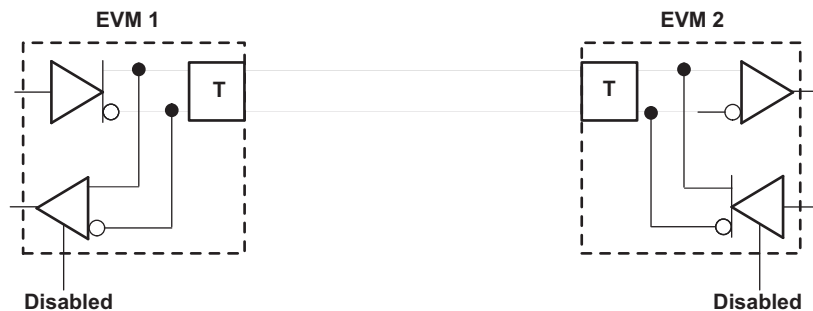 EVM 1
EVM 2
T
T
Disabled
Disabled